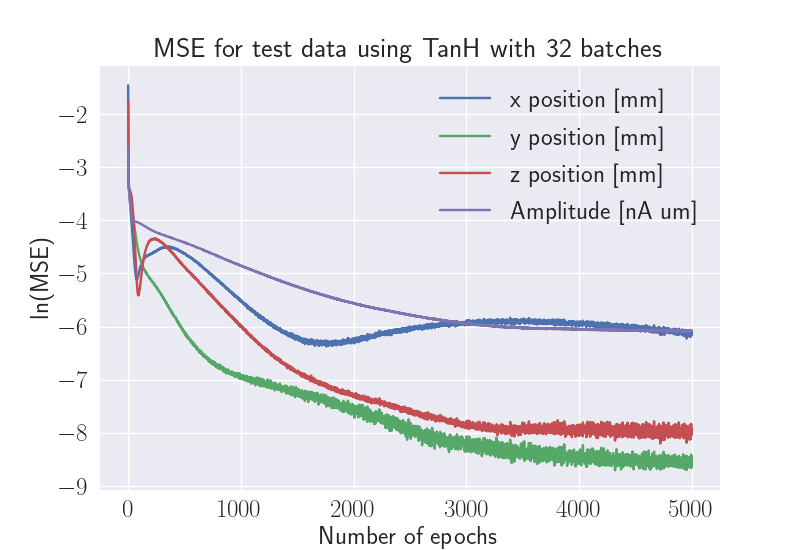 MSE for test data using TanH with 32 batches
x position [mm]
y position [mm]
z position [mm]
Amplitude [nA um]
ln(MSE)
−2
−3
−4
−5
−6
−7
−8
−9
0 1000 2000 3000 4000 5000
Number of epochs